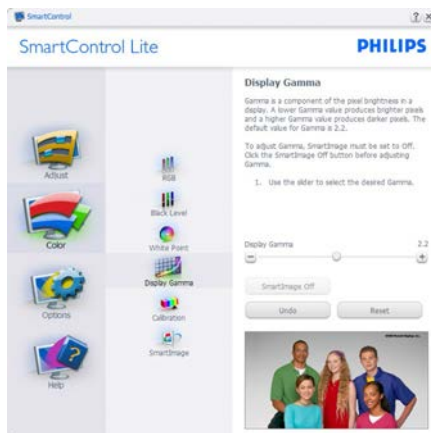 SmartControl
SmartControl Lite
PHILIPS
Adjust
Color
Options
Help
RGB
Black Level
White Point
Display Gamma
Calibration
SmartImage
Display Gamma
Gamma is a component of the pixel brightness in a
display. A lower Gamma value produces brighter pixels
and a higher Gamma value produces darker pixels. The
default value for Gamma is 2.2.
To adjust Gamma, SmartImage must be set to Off.
Click the SmartImage Off button before adjusting
Gamma.
1. Use the slider to select the desired Gamma.
Display Gamma 2.2
SmartImage Off
Undo Reset